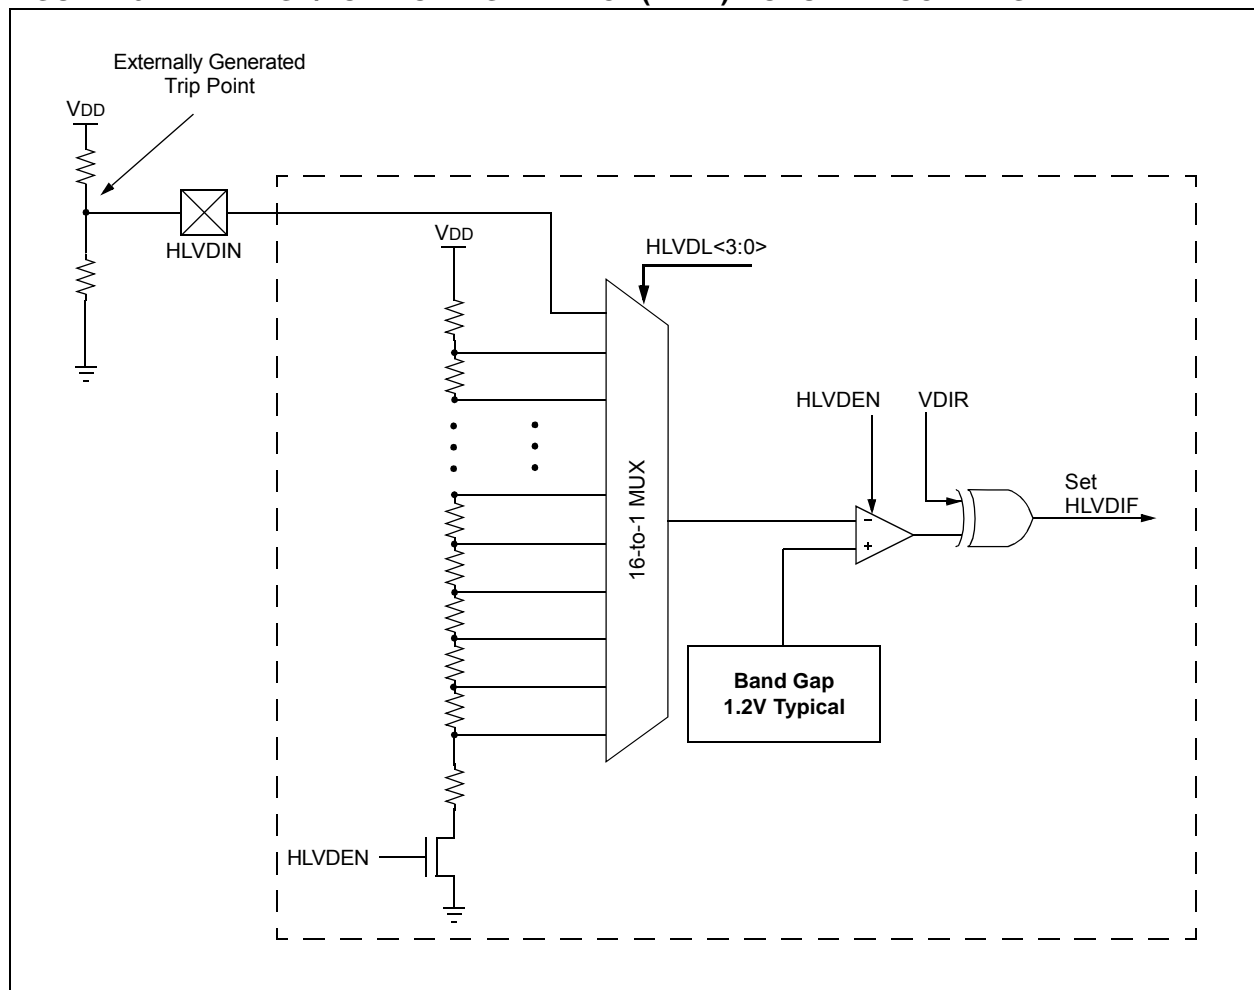 Externally Generated
Trip Point
VDD
HLVDIN
VDD
HLVDL<3:0>
HLVDEN
VDIR
Set
HLVDIF
16-to-1 MUX
–
+
Band Gap
1.2V Typical
HLVDEN